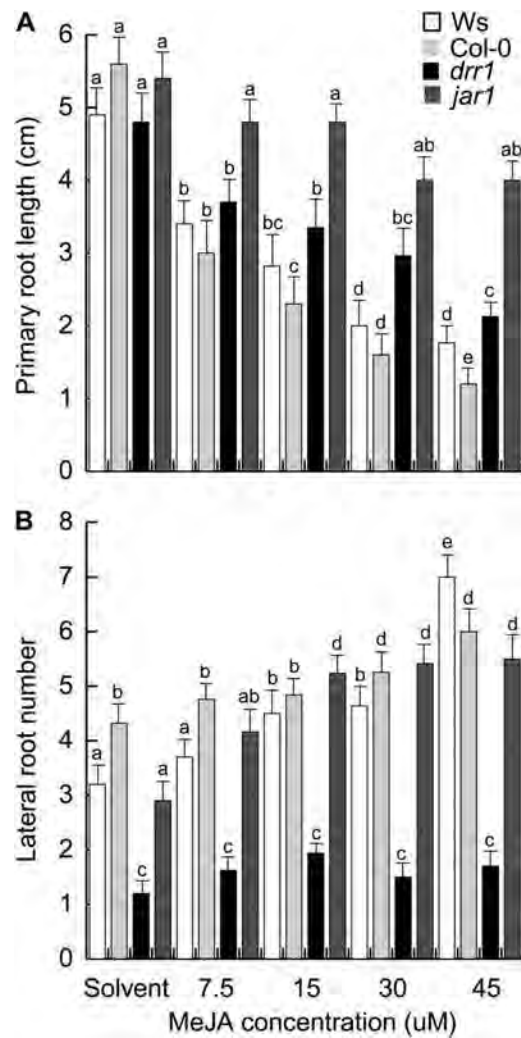 A
Ws
Col-0
drr1
jar1
Primary root length (cm)
6
5
4
3
2
1
0
a a a a
b b b a
bc c b a
d d bc ab
d e c ab
B
Lateral root number
8
7
6
5
4
3
2
1
0
a b c a
a b c ab
b b c d
b d c d
e d c d
Solvent 7.5 15 30 45
MeJA concentration (uM)